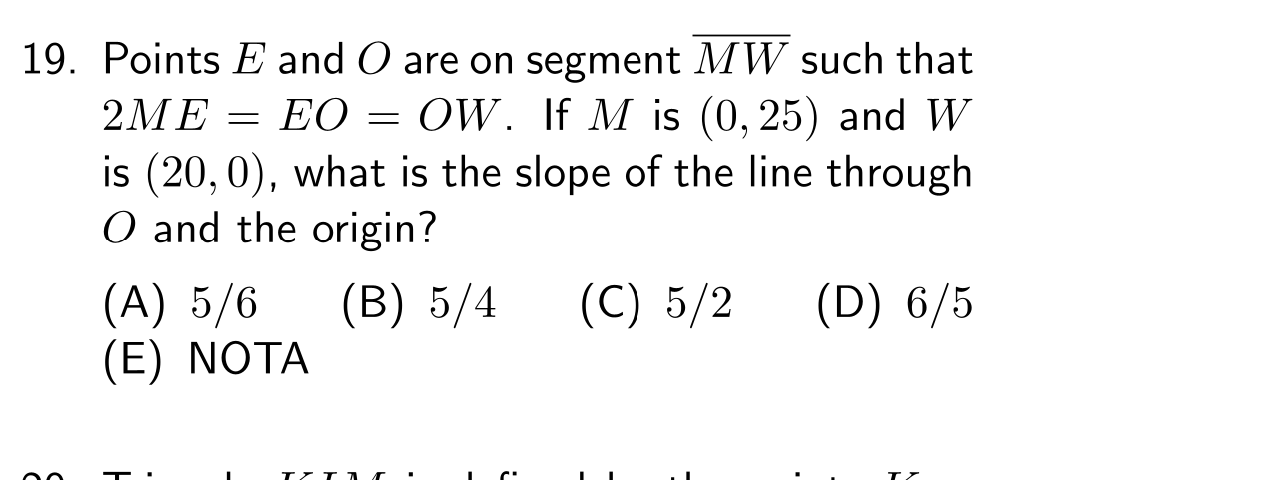 19. Points E and O are on segment \overline{MW} such that
2ME = EO = OW. If M is (0, 25) and W
is (20, 0), what is the slope of the line through
O and the origin?
(A) 5/6 (B) 5/4 (C) 5/2 (D) 6/5
(E) NOTA